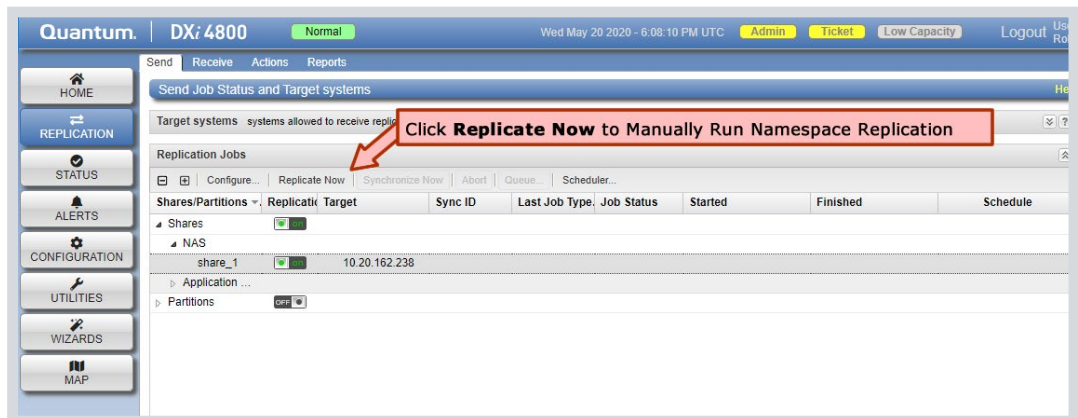 Quantum. DXi 4800 Normal Wed May 20 2020 - 6:08:10 PM UTC Admin Ticket Low Capacity Logout
Send Receive Actions Reports
HOME
Send Job Status and Target systems
Target systems systems allowed to receive
Click Replicate Now to Manually Run Namespace Replication
REPLICATION
Replication Jobs
STATUS
Configure... Replicate Now Synchronize Now Abort Queue... Scheduler...
Shares/Partitions Target Sync ID Last Job Type. Job Status Started Finished Schedule
ALERTS
Shares on
NAS
CONFIGURATION
share_1 on 10.20.162.238
Application ...
UTILITIES
Partitions OFF
WIZARDS
MAP